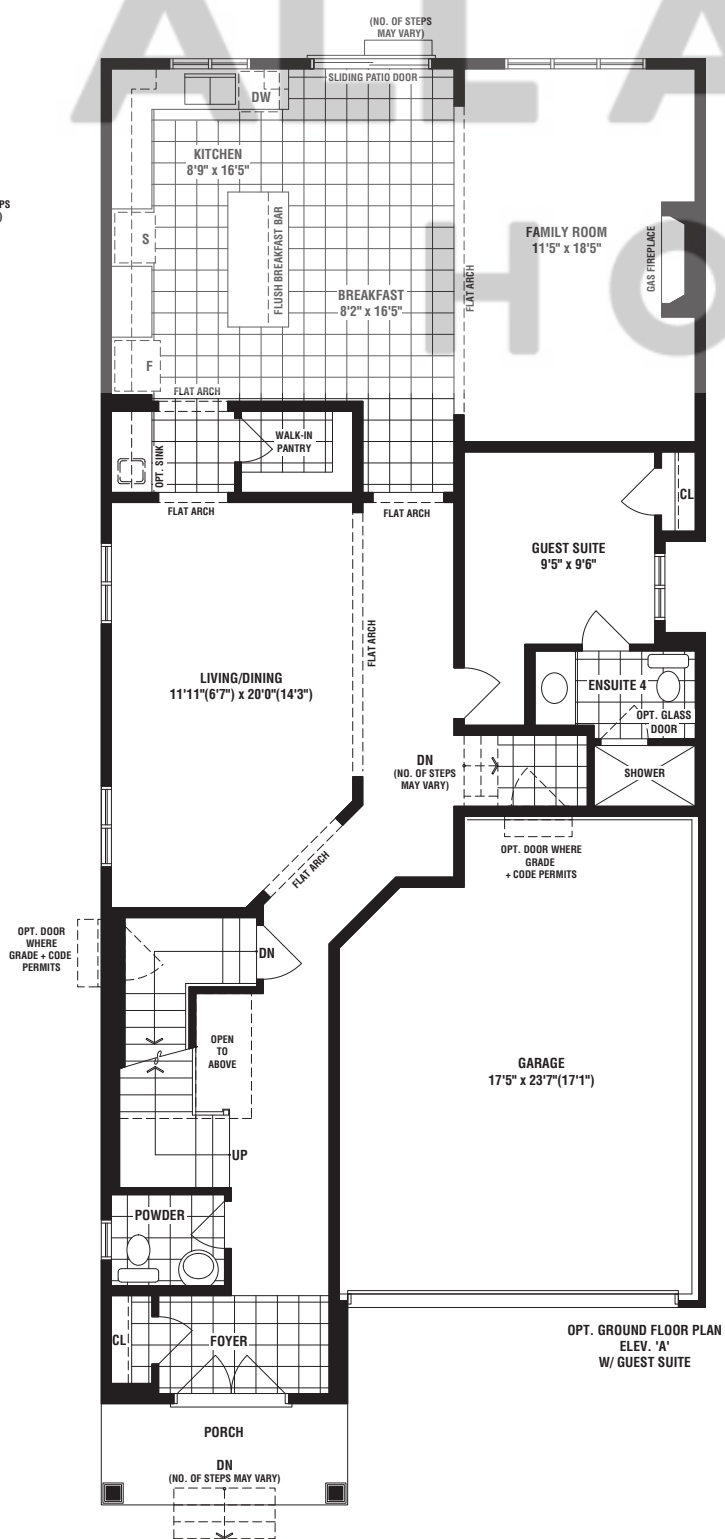 ALLA
HO
(NO. OF STEPS
MAY VARY)
SLIDING PATIO DOOR
DW
KITCHEN
8'9" x 16'5"
PS
)
S
FLUSH BREAKFAST BAR
FAMILY ROOM
11'5" x 18'5"
GAS FIREPLACE
BREAKFAST
8'2" x 16'5"
FLAT ARCH
F
FLAT ARCH
WALK-IN
PANTRY
OPT. SINK
FLAT ARCH
FLAT ARCH
CL
GUEST SUITE
9'5" x 9'6"
FLAT ARCH
LIVING/DINING
11'11"(6'7") x 20'0"(14'3")
ENSUITE 4
OPT. GLASS
DOOR
DN
(NO. OF STEPS
MAY VARY)
SHOWER
OPT. DOOR WHERE
GRADE
+ CODE PERMITS
FLAT ARCH
OPT. DOOR
WHERE
GRADE + CODE
PERMITS
DN
OPEN
TO
ABOVE
GARAGE
17'5" x 23'7"(17'1")
UP
POWDER
CL
FOYER
OPT. GROUND FLOOR PLAN
ELEV. 'A'
W/ GUEST SUITE
PORCH
DN
(NO. OF STEPS MAY VARY)